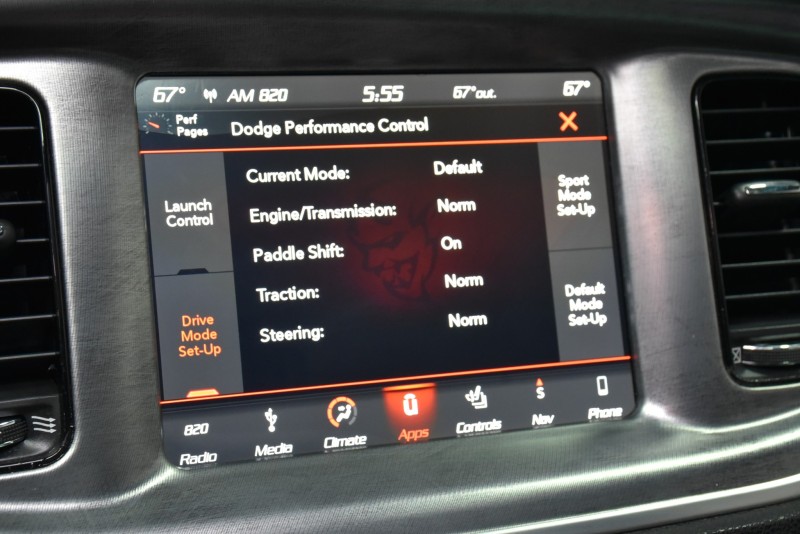 67° AM 820 5:55 67°out. 67°
Perf
Pages
Dodge Performance Control
Launch
Control
Drive
Mode
Set-Up
Current Mode: Default
Engine/Transmission: Norm
Paddle Shift: On
Traction: Norm
Steering: Norm
Sport
Mode
Set-Up
Default
Mode
Set-Up
820
Radio
Media
Climate
Apps
Controls
S
Nav
Phone